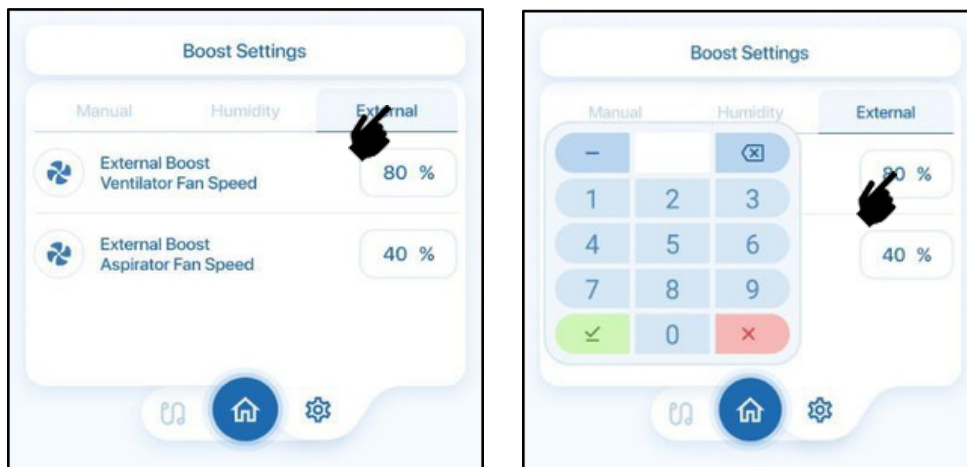 Boost Settings
Manual Humidity External
External Boost
Ventilator Fan Speed
80 %
External Boost
Aspirator Fan Speed
40 %
Boost Settings
Manual Humidity External
−
1 2 3
4 5 6
7 8 9
0
80 %
40 %